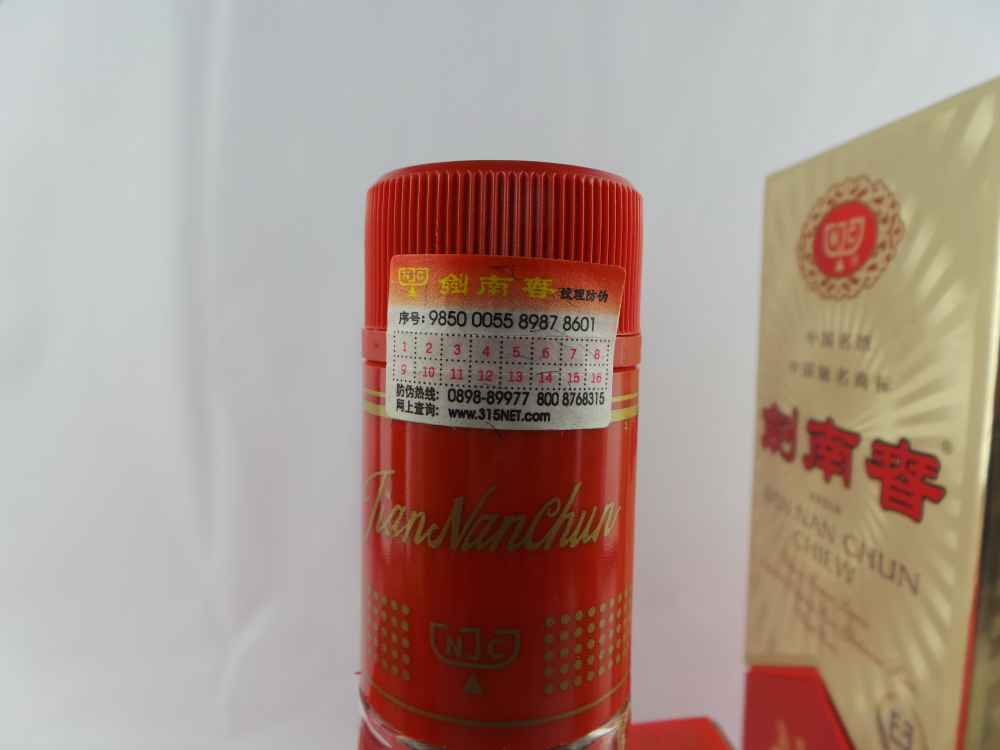 NJC 劍南春 纹理防伪
序号: 9850 0055 8987 8601
1 2 3 4 5 6 7 8
9 10 11 12 13 14 15 16
防伪热线: 0898-89977 800 8768315
网上查询: www.315NET.com
JianNanChun
NJC
中国名酒
中国驰名商标
劍南春®
JIAN NAN CHUN
CHIEW